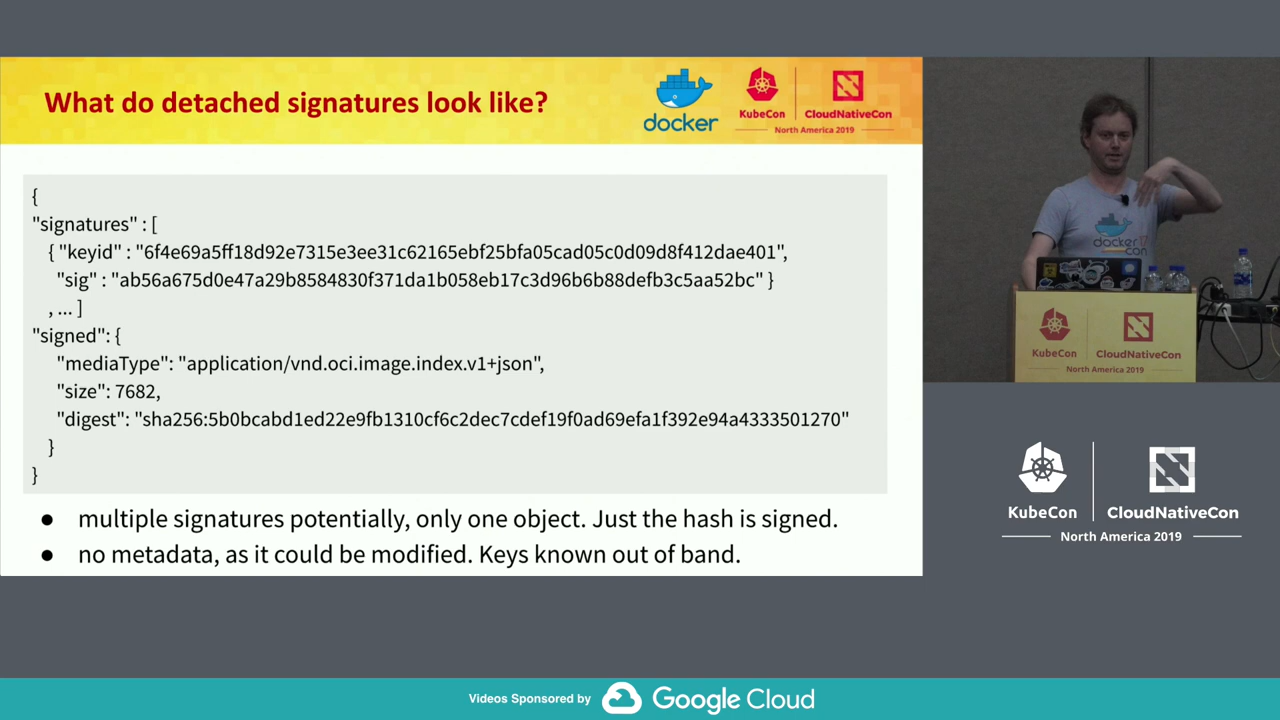 What do detached signatures look like?
docker
KubeCon
CloudNativeCon
North America 2019
{
"signatures" : [
{ "keyid" : "6f4e69a5ff18d92e7315e3ee31c62165ebf25bfa05cad05c0d09d8f412dae401",
"sig" : "ab56a675d0e47a29b8584830f371da1b058eb17c3d96b6b88defb3c5aa52bc" }
, ... ]
"signed": {
"mediaType": "application/vnd.oci.image.index.v1+json",
"size": 7682,
"digest": "sha256:5b0bcabd1ed22e9fb1310cf6c2dec7cdef19f0ad69efa1f392e94a4333501270"
}
}
● multiple signatures potentially, only one object. Just the hash is signed.
● no metadata, as it could be modified. Keys known out of band.
docker
con
KubeCon
CloudNativeCon
North America 2019
KubeCon
CloudNativeCon
North America 2019
Videos Sponsored by
Google Cloud